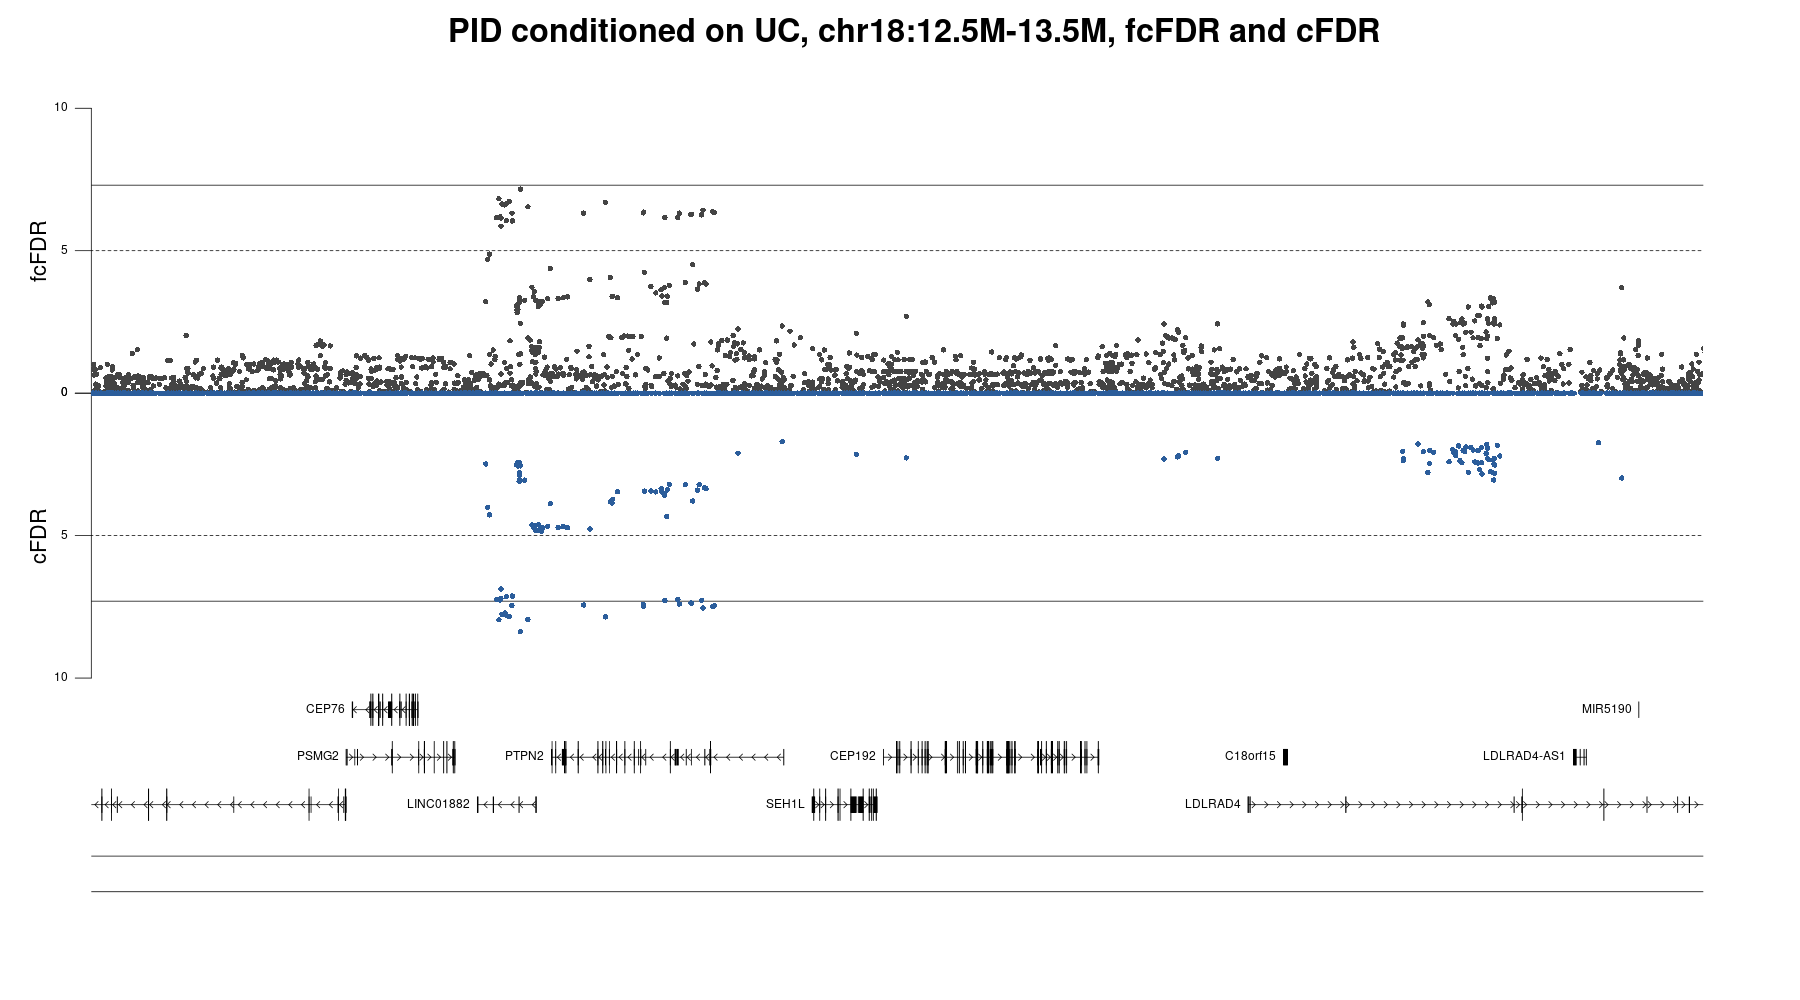 PID conditioned on UC, chr18:12.5M-13.5M, fcFDR and cFDR
10
fcFDR
5
0
cFDR
5
10
CEP76
MIR5190
PSMG2
PTPN2
CEP192
C18orf15
LDLRAD4-AS1
LINC01882
SEH1L
LDLRAD4